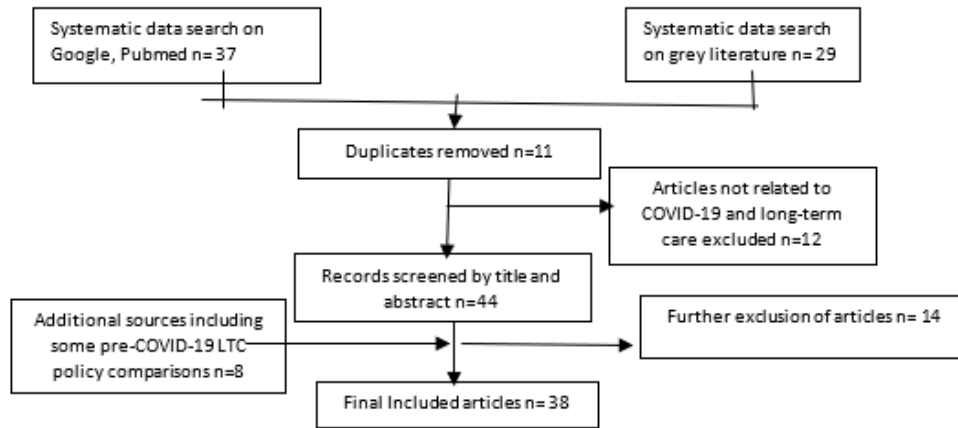 Systematic data search on
Google, Pubmed n= 37
Systematic data search
on grey literature n= 29
Duplicates removed n=11
Articles not related to
COVID-19 and long-term
care excluded n=12
Records screened by title and
abstract n=44
Additional sources including
some pre-COVID-19 LTC
policy comparisons n=8
Further exclusion of articles n= 14
Final Included articles n= 38